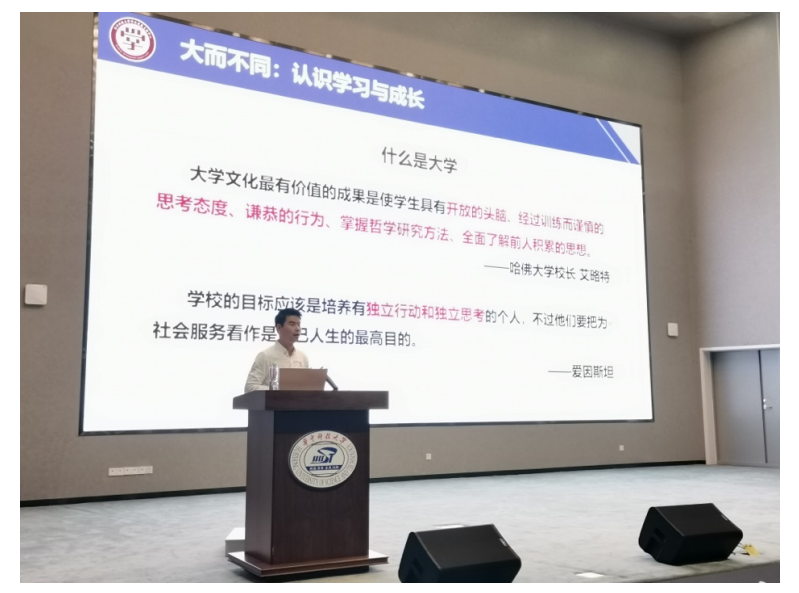 大而不同：认识学习与成长
什么是大学
大学文化最有价值的成果是使学生具有开放的头脑、经过训练而谨慎的
思考态度、谦恭的行为、掌握哲学研究方法、全面了解前人积累的思想。
——哈佛大学校长 艾略特
学校的目标应该是培养有独立行动和独立思考的个人，不过他们要把为
社会服务看作是 己人生的最高目的。
——爱因斯坦
华中科技大学